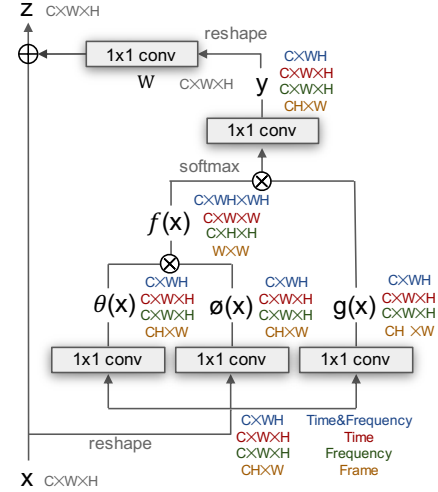 z C×W×H
reshape
1x1 conv
W C×W×H
y
C×WH
C×W×H
C×W×H
CH×W
1x1 conv
softmax
f(x)
C×WH×WH
C×W×W
C×H×H
W×W
θ(x)
C×WH
C×W×H
C×W×H
CH×W
ø(x)
C×WH
C×W×H
C×W×H
CH×W
g(x)
C×WH
C×W×H
C×W×H
CH ×W
1x1 conv 1x1 conv 1x1 conv
reshape
C×WH Time&Frequency
C×W×H Time
C×W×H Frequency
CH×W Frame
x C×W×H